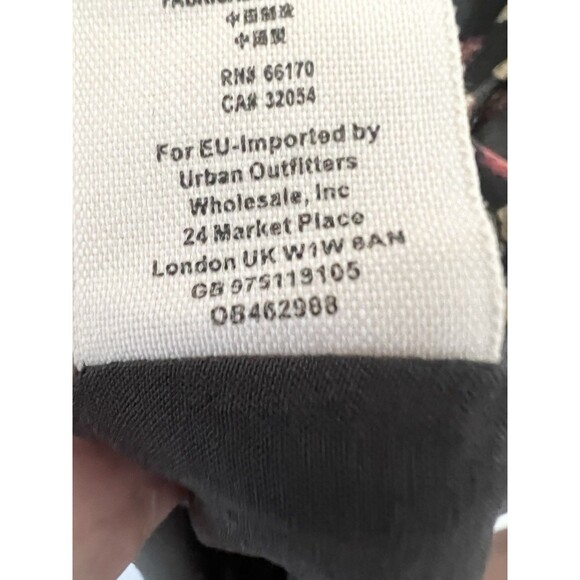 中国制造
中國製
RN# 66170
CA# 32054
For EU-Imported by
Urban Outfitters
Wholesale, Inc
24 Market Place
London UK W1W 8AN
GB 975119105
OB462988